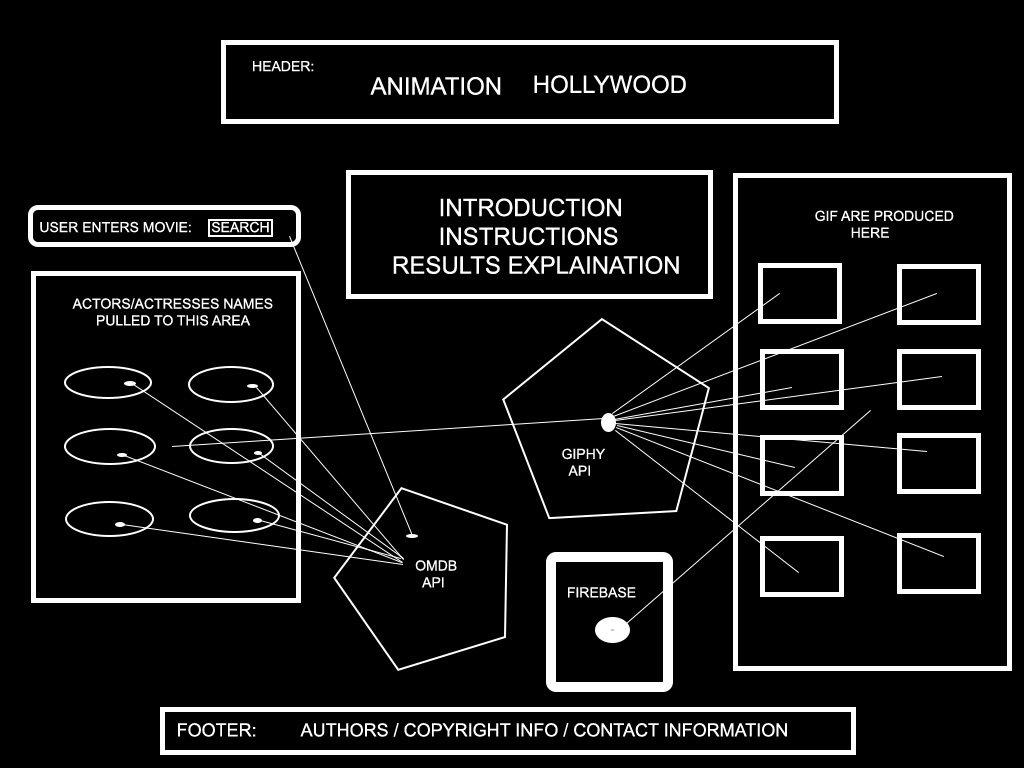 HEADER:
ANIMATION HOLLYWOOD
USER ENTERS MOVIE: SEARCH
INTRODUCTION
INSTRUCTIONS
RESULTS EXPLAINATION
GIF ARE PRODUCED
HERE
ACTORS/ACTRESSES NAMES
PULLED TO THIS AREA
GIPHY
API
OMDB
API
FIREBASE
FOOTER: AUTHORS / COPYRIGHT INFO / CONTACT INFORMATION